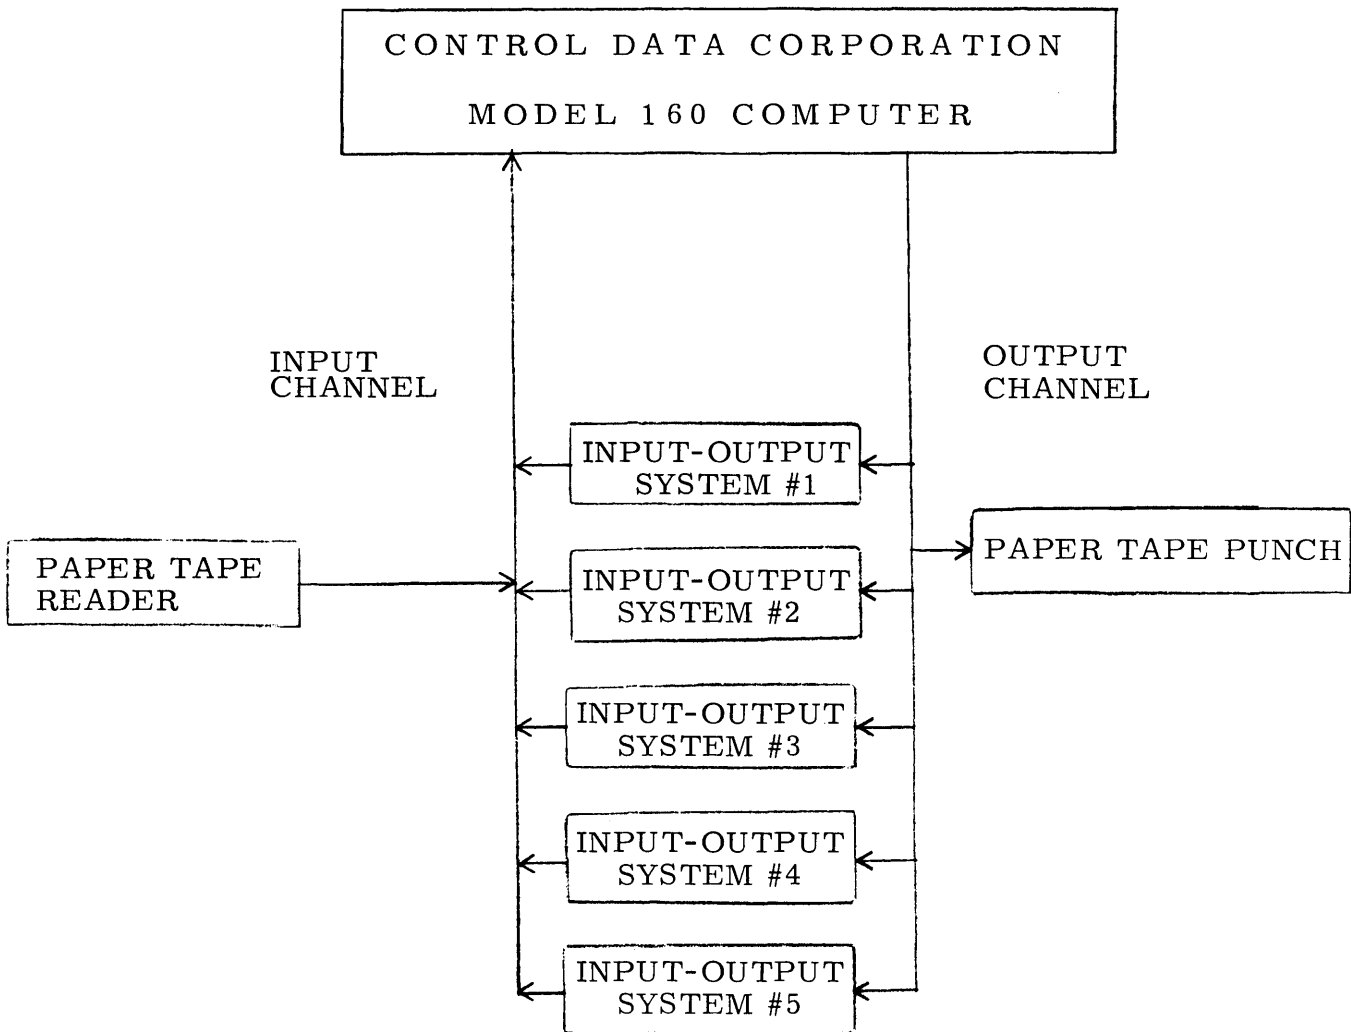 CONTROL DATA CORPORATION
MODEL 160 COMPUTER
INPUT
CHANNEL
OUTPUT
CHANNEL
INPUT-OUTPUT
SYSTEM #1
PAPER TAPE
READER
INPUT-OUTPUT
SYSTEM #2
PAPER TAPE PUNCH
INPUT-OUTPUT
SYSTEM #3
INPUT-OUTPUT
SYSTEM #4
INPUT-OUTPUT
SYSTEM #5